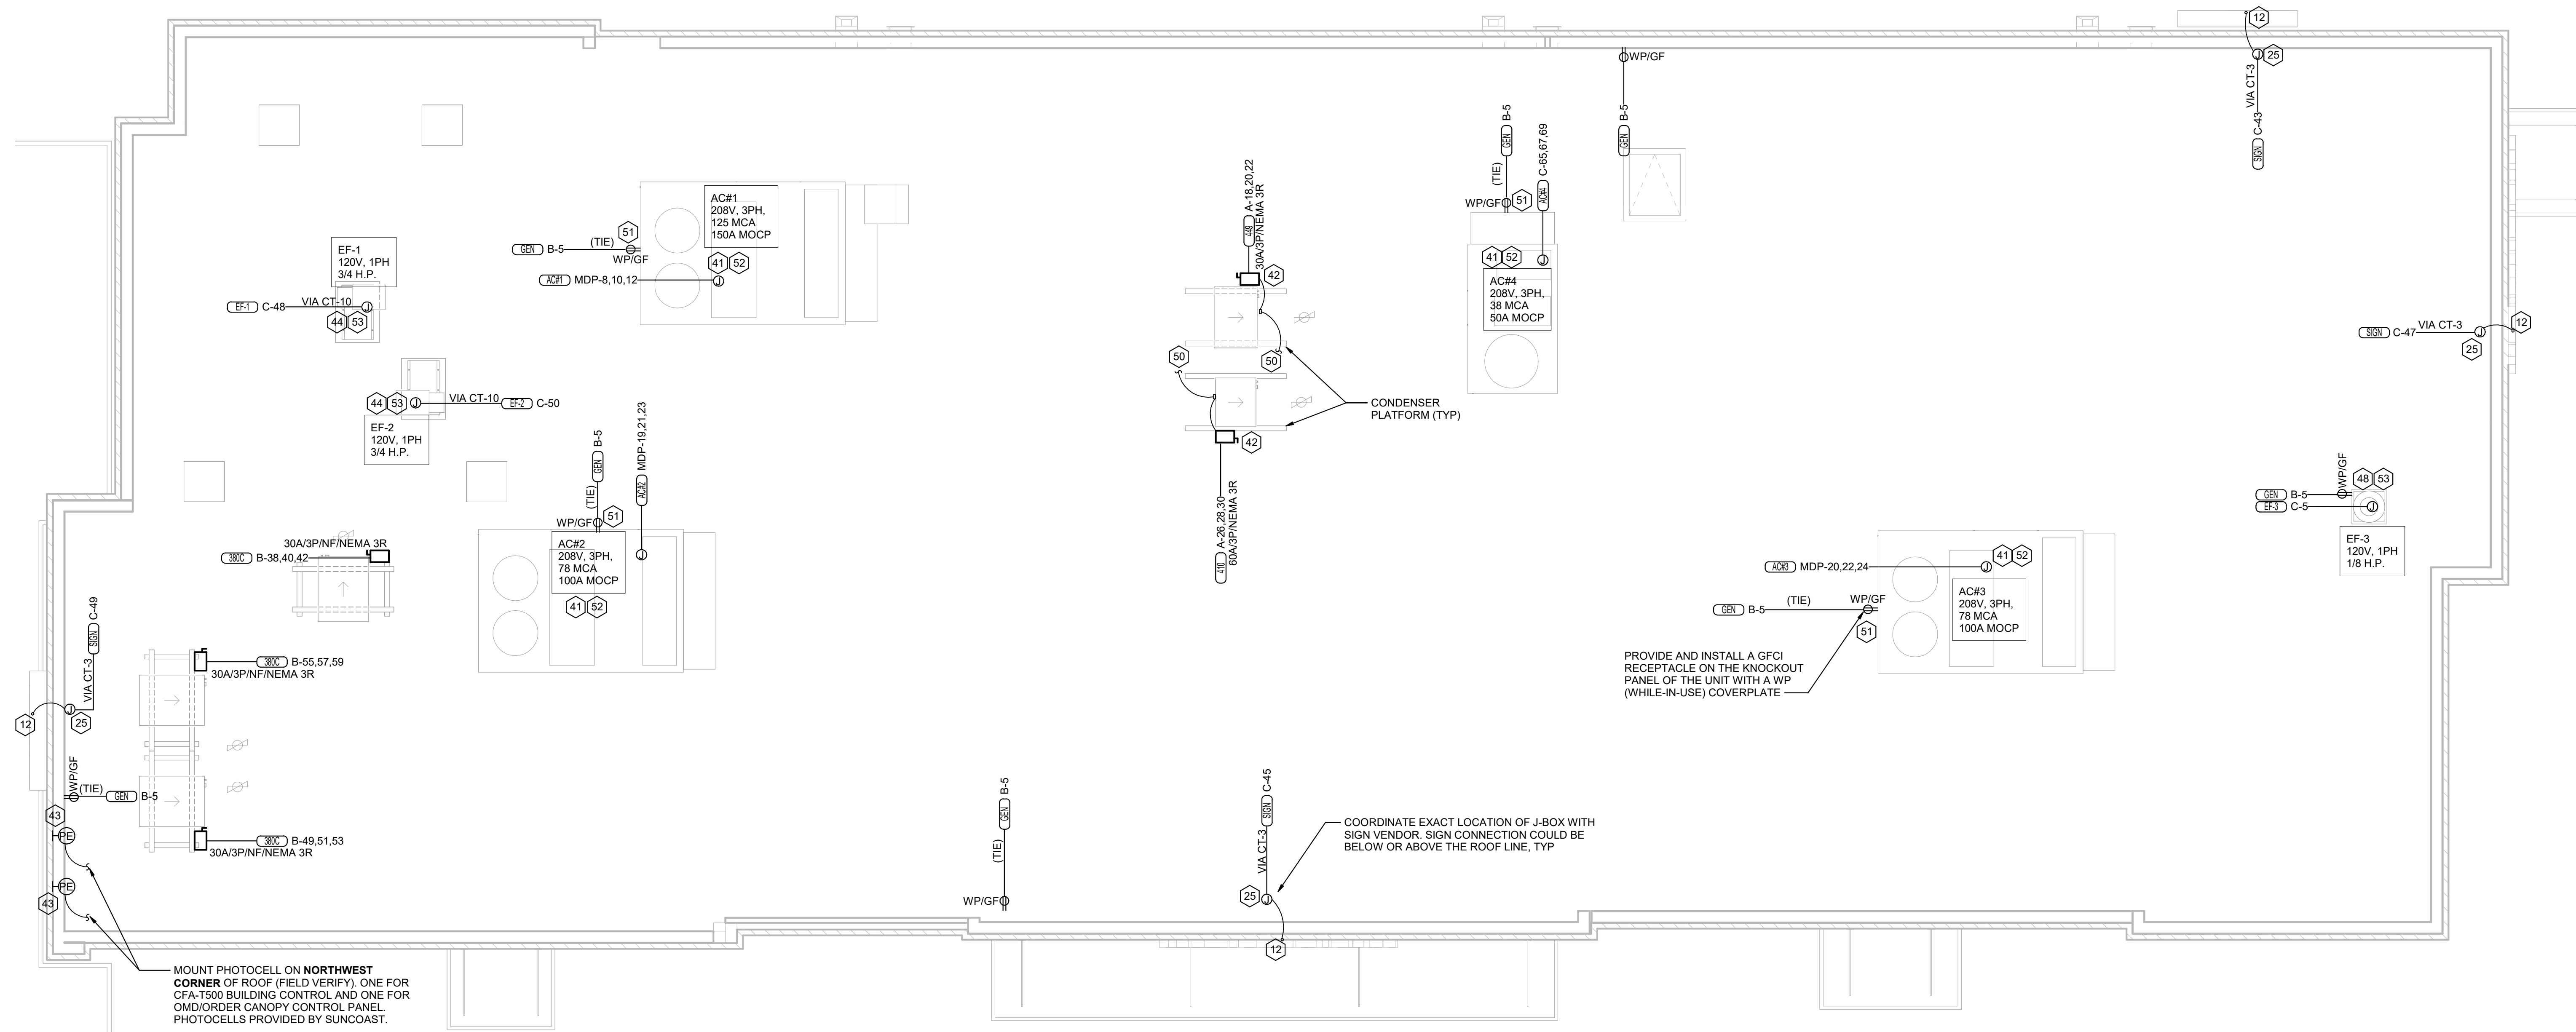 12
25
VIA CT-3
C-43
SIGN
WP/GF
B-5
GEN
B-5
GEN
(TIE)
WP/GF
51
C-65,67,69
AC#4
41
52
AC#4
208V, 3PH,
38 MCA
50A MOCP
A-18,20,22
30A/3P/NEMA 3R
449
42
50
50
42
A-26,28,30
60A/3P/NEMA 3R
410
CONDENSER
PLATFORM (TYP)
AC#1
208V, 3PH,
125 MCA
150A MOCP
51
GEN
B-5
(TIE)
WP/GF
41
52
AC#1
MDP-8,10,12
EF-1
120V, 1PH
3/4 H.P.
EF-1
C-48
VIA CT-10
44
53
44
53
VIA CT-10
EF-2
C-50
EF-2
120V, 1PH
3/4 H.P.
B-5
GEN
(TIE)
WP/GF
51
MDP-19,21,23
AC#2
AC#2
208V, 3PH,
78 MCA
100A MOCP
41
52
SIGN
C-47
VIA CT-3
12
25
WP/GF
48
53
GEN
B-5
EF-3
C-5
EF-3
120V, 1PH
1/8 H.P.
AC#3
MDP-20,22,24
41
52
AC#3
208V, 3PH,
78 MCA
100A MOCP
GEN
B-5
(TIE)
WP/GF
51
PROVIDE AND INSTALL A GFCI
RECEPTACLE ON THE KNOCKOUT
PANEL OF THE UNIT WITH A WP
(WHILE-IN-USE) COVERPLATE
30A/3P/NF/NEMA 3R
380C
B-38,40,42
C-49
SIGN
VIA CT-3
12
25
380C
B-55,57,59
30A/3P/NF/NEMA 3R
WP/GF
(TIE)
GEN
B-5
43
PE
380C
B-49,51,53
30A/3P/NF/NEMA 3R
PE
43
MOUNT PHOTOCELL ON NORTHWEST
CORNER OF ROOF (FIELD VERIFY). ONE FOR
CFA-T500 BUILDING CONTROL AND ONE FOR
OMD/ORDER CANOPY CONTROL PANEL.
PHOTOCELLS PROVIDED BY SUNCOAST.
B-5
GEN
(TIE)
WP/GF
C-45
SIGN
VIA CT-3
25
12
COORDINATE EXACT LOCATION OF J-BOX WITH
SIGN VENDOR. SIGN CONNECTION COULD BE
BELOW OR ABOVE THE ROOF LINE, TYP
J
J
J
J
J
J
J
J
J
J
J